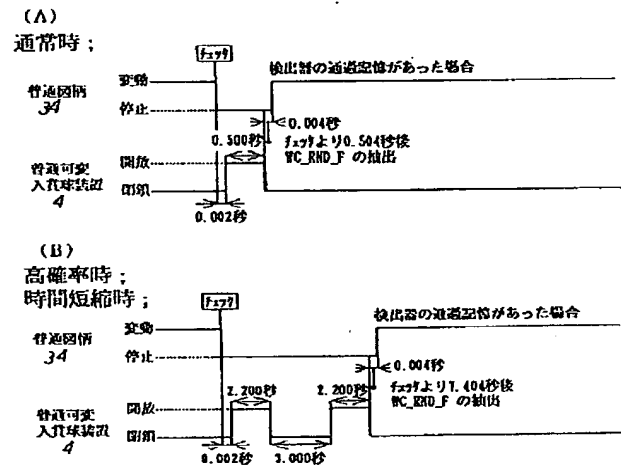 (A)
通常時；
チェック
検出器の通過記憶があった場合
普通図柄
34
変動
停止
0.004秒
0.500秒
チェックより0.504秒後
WC_RND_F の抽出
普通可変
入賞球装置
4
開放
閉鎖
0.002秒
(B)
高確率時；
時間短縮時；
チェック
検出器の通過記憶があった場合
普通図柄
34
変動
停止
0.004秒
2.200秒
2.200秒
チェックより7.404秒後
WC_RND_F の抽出
普通可変
入賞球装置
4
開放
閉鎖
0.002秒
3.000秒